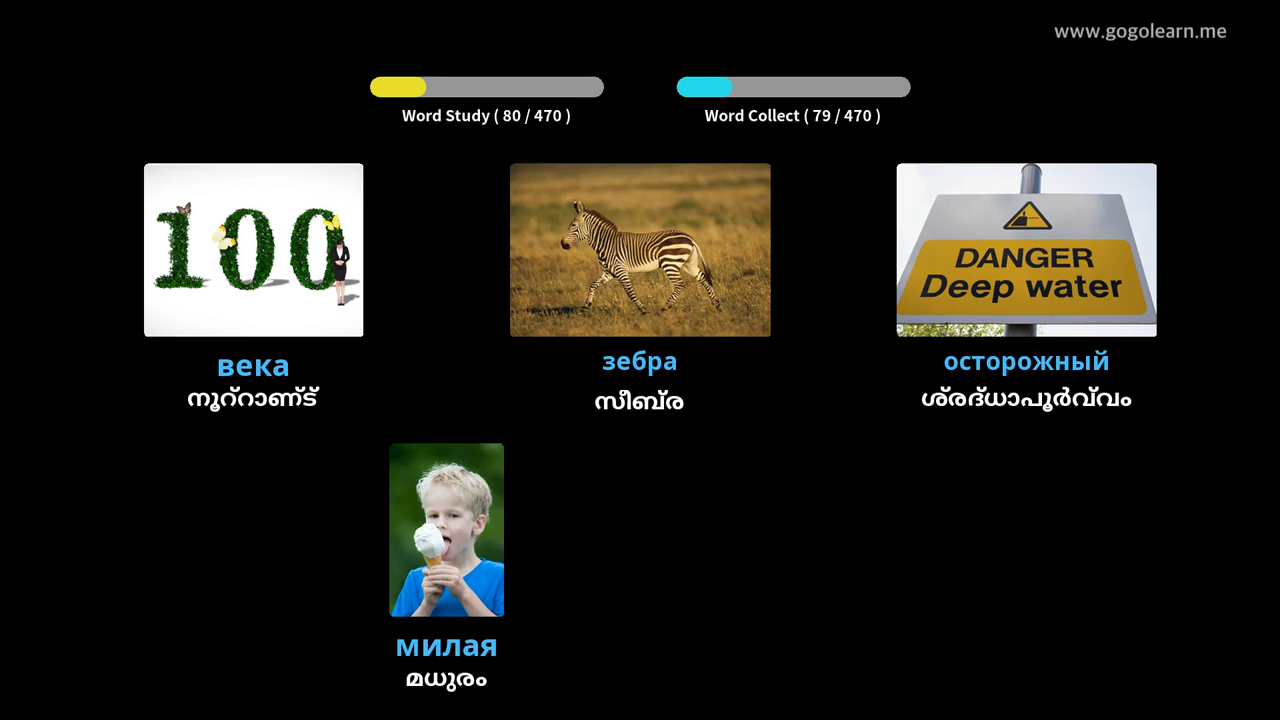 www.gogolearn.me
Word Study ( 80 / 470 )
Word Collect ( 79 / 470 )
100
DANGER
Deep water
века
зебра
осторожный
നൂറ്റാണ്ട്
സീബ്ര
ശ്രദ്ധാപൂർവ്വം
милая
മധുരം